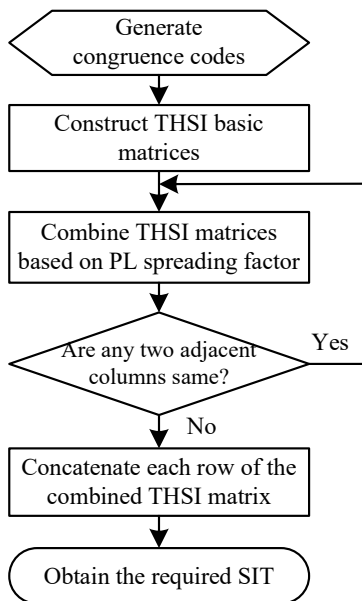 Generate
congruence codes
Construct THSI basic
matrices
Combine THSI matrices
based on PL spreading factor
Are any two adjacent
columns same?
Yes
No
Concatenate each row of the
combined THSI matrix
Obtain the required SIT